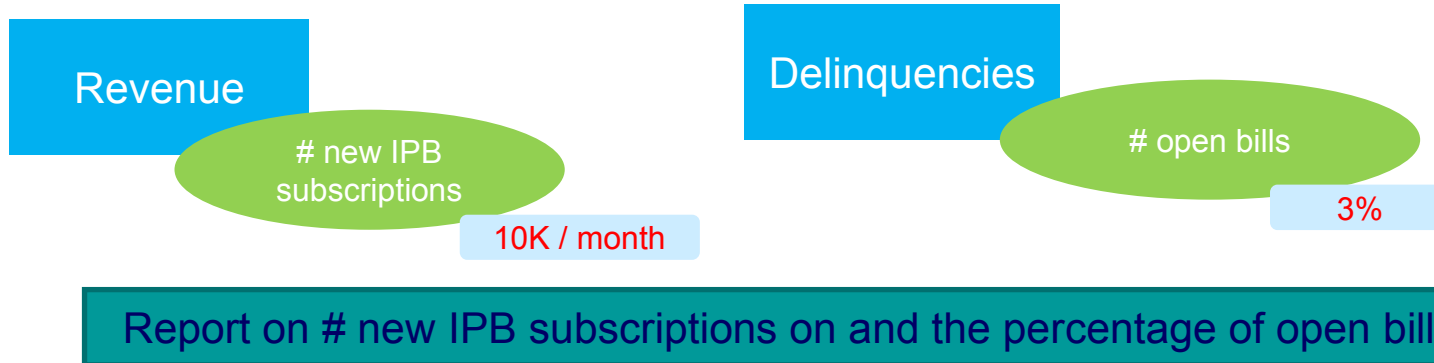 Revenue
# new IPB
subscriptions
10K / month
Delinquencies
# open bills
3%
Report on # new IPB subscriptions on and the percentage of open bill